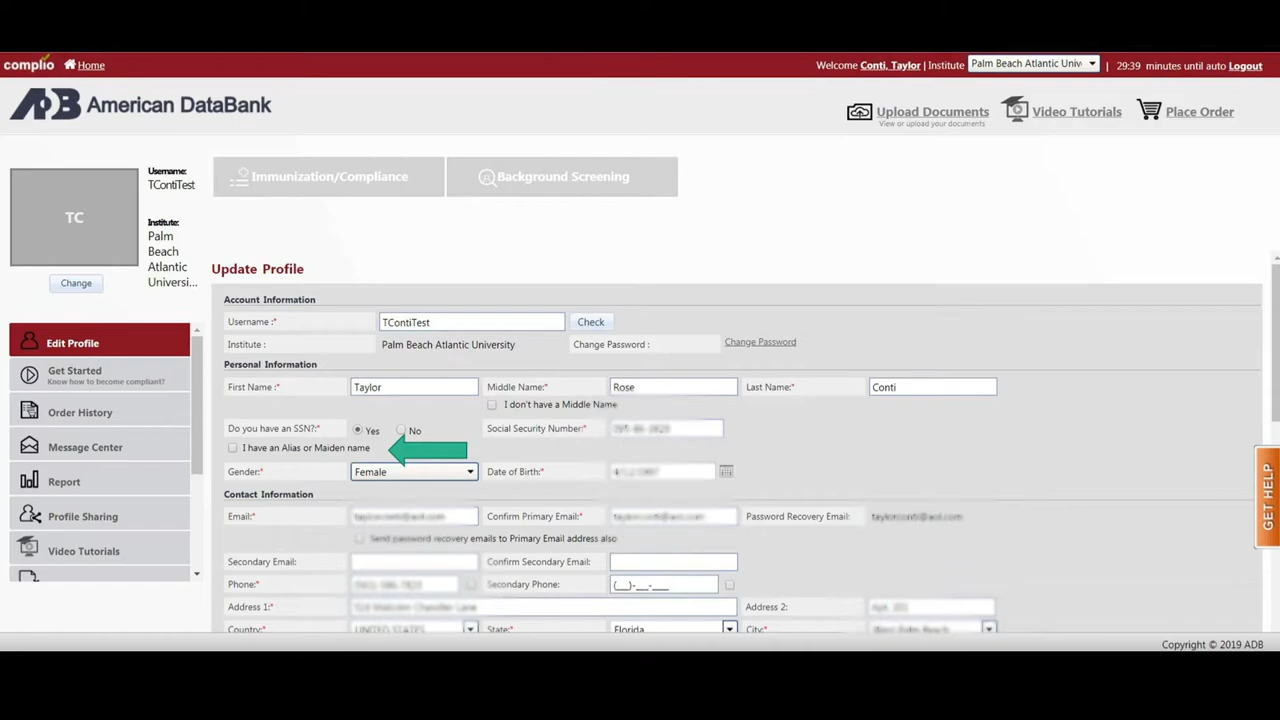 complio Home Welcome Conti, Taylor | Institute Palm Beach Atlantic Univ | 29:39 minutes until auto Logout
ADB American DataBank
Upload Documents Video Tutorials Place Order
View or upload your documents
TC
Username:
TContiTest
Institute:
Palm
Beach
Atlantic
Universi...
Change
Immunization/Compliance Background Screening
Edit Profile
Get Started
Know how to become compliant?
Order History
Message Center
Report
Profile Sharing
Video Tutorials
Update Profile
Account Information
Username :* TContiTest Check
Institute : Palm Beach Atlantic University Change Password : Change Password
Personal Information
First Name :* Taylor Middle Name:* Rose Last Name:* Conti
I don't have a Middle Name
Do you have an SSN?:* Yes No Social Security Number:*
I have an Alias or Maiden name
Gender:* Female Date of Birth:*
Contact Information
Email:* Confirm Primary Email:* Password Recovery Email:
Send password recovery emails to Primary Email address also
Secondary Email: Confirm Secondary Email:
Phone:* Secondary Phone: (__)-__-___
Address 1:* Address 2:
Country:* UNITED STATES State:* Florida City:*
GET HELP
Copyright © 2019 ADB